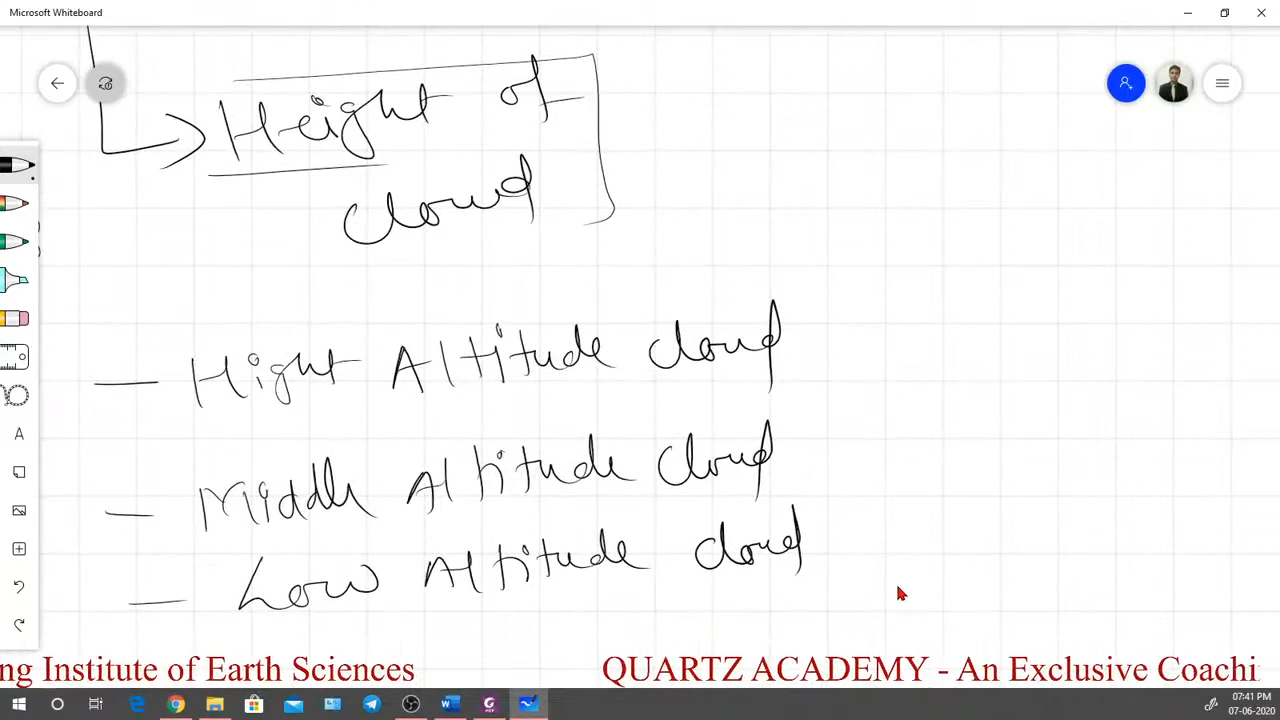 Microsoft Whiteboard
Height of
cloud
— Hight Altitude cloud
— Middle Altitude cloud
— Low Altitude cloud
A
ng Institute of Earth Sciences QUARTZ ACADEMY - An Exclusive Coachi
07:41 PM
07-06-2020